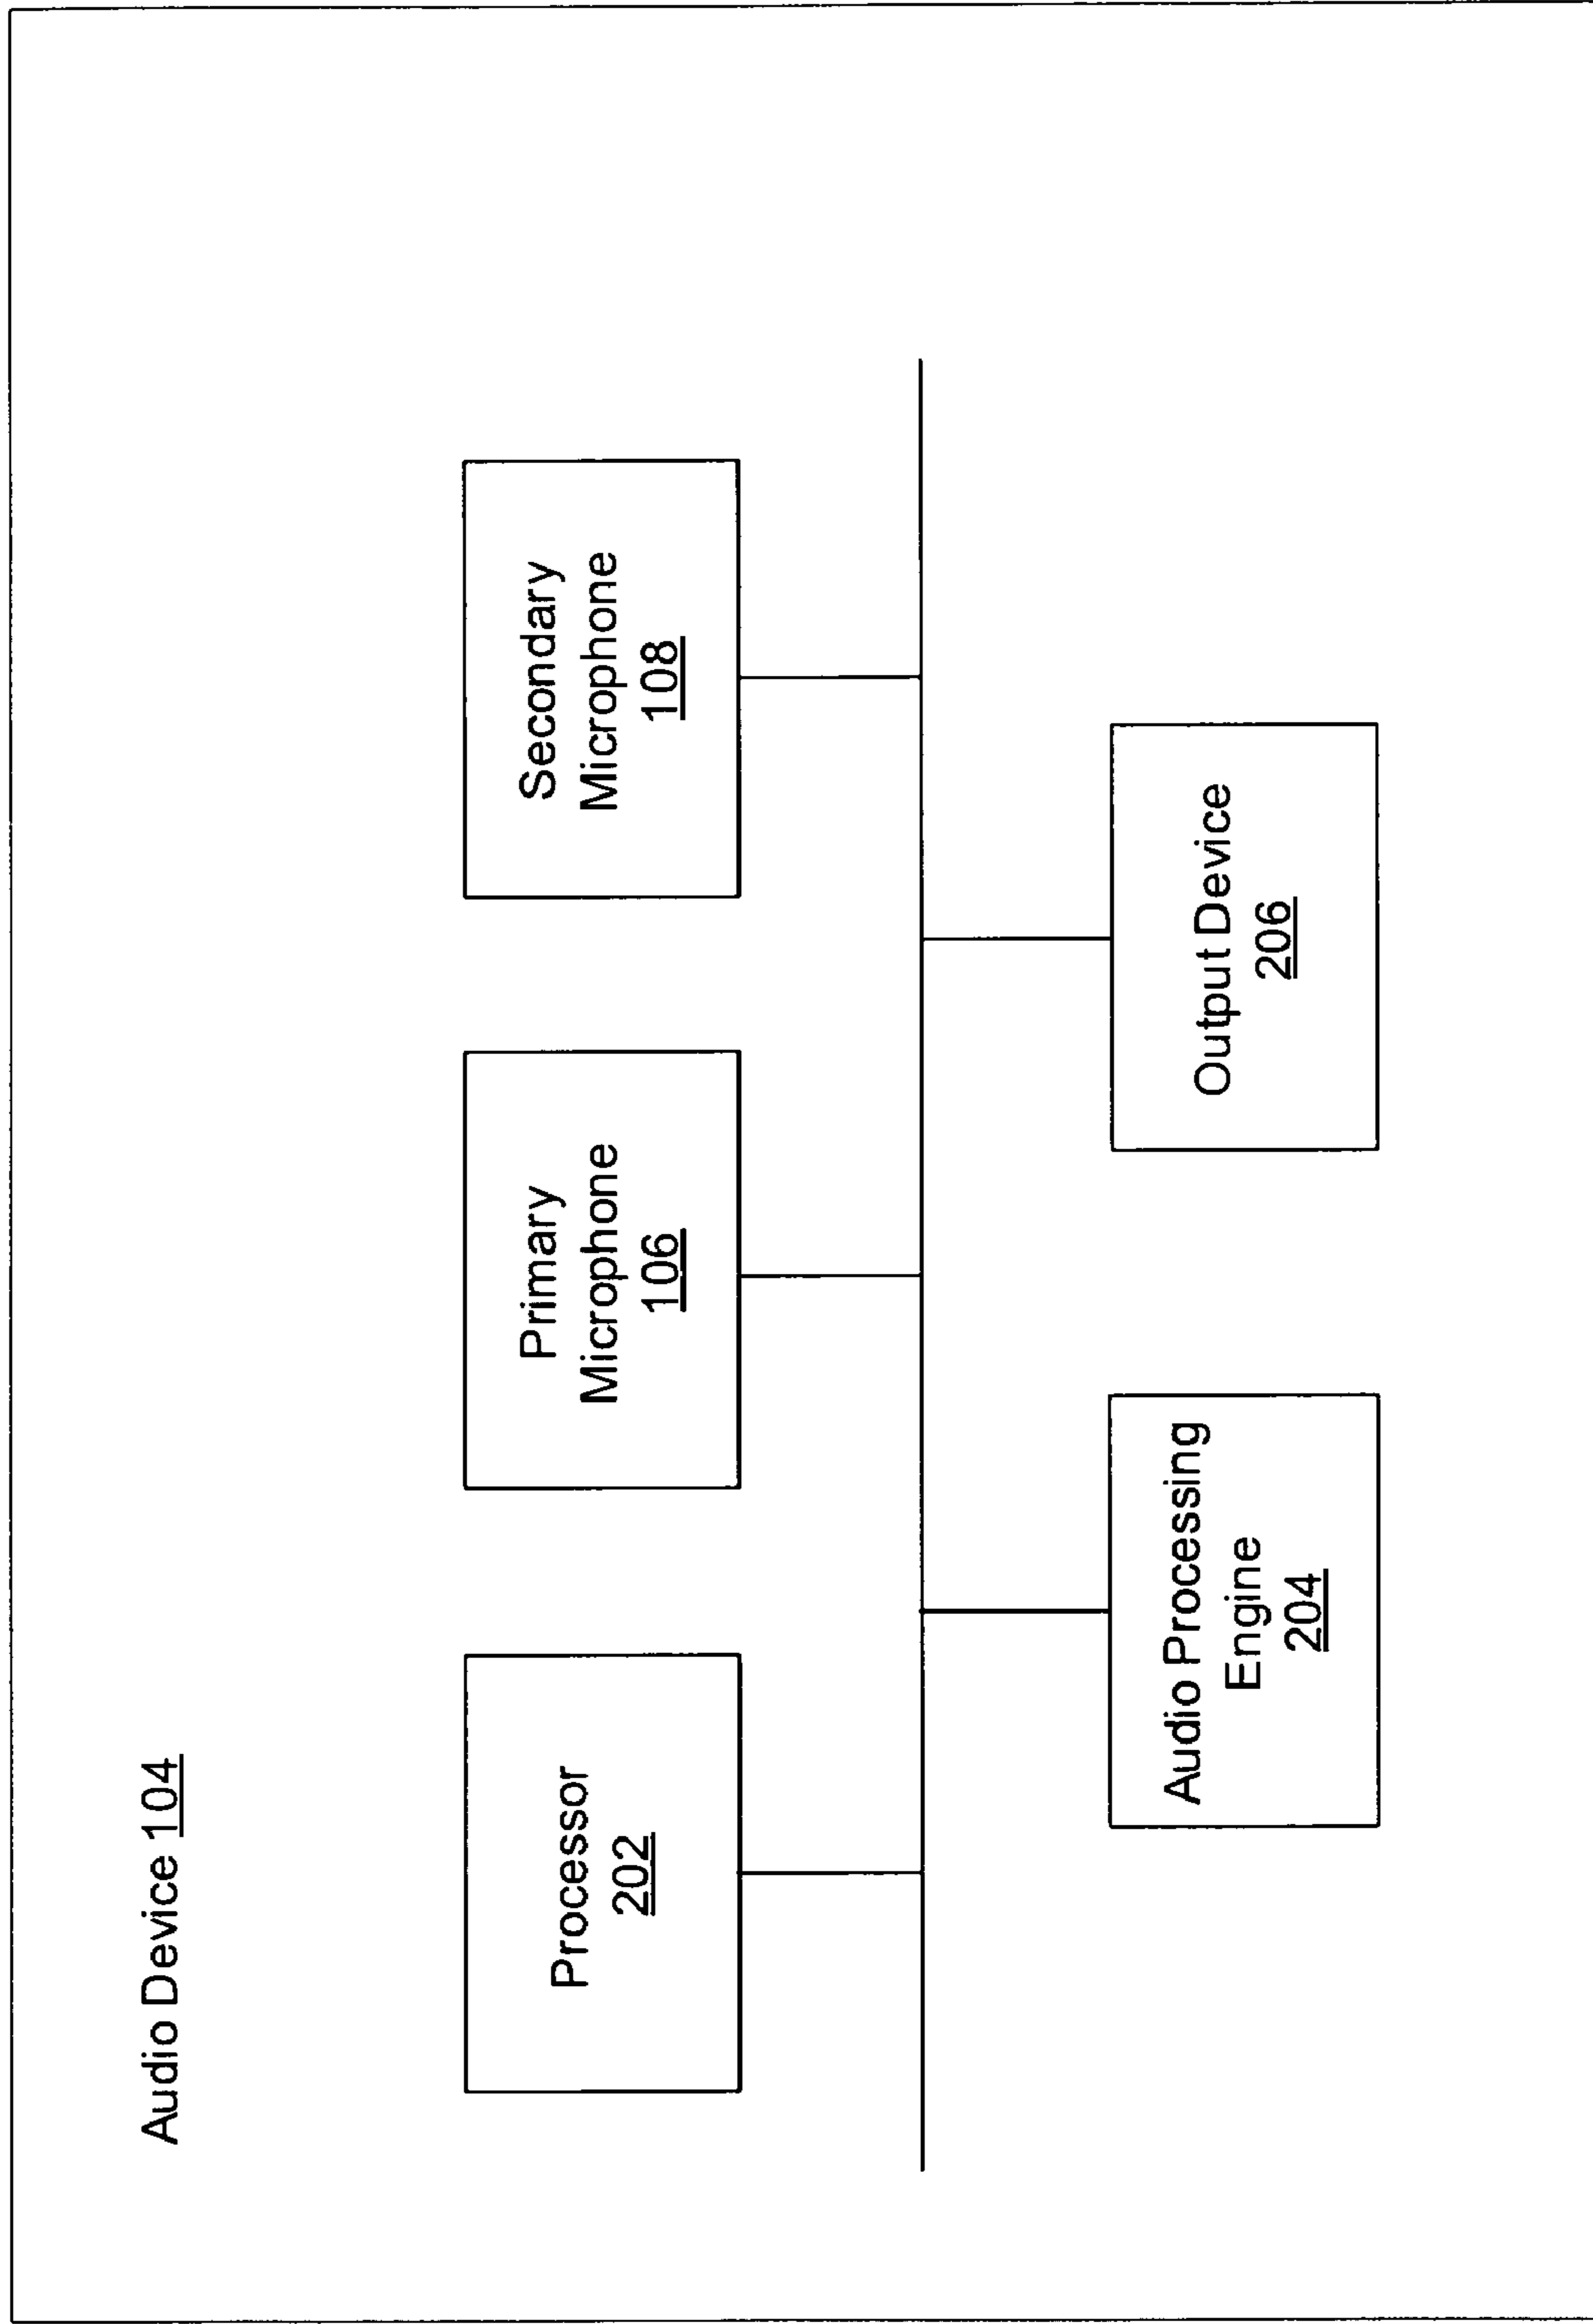 Audio Device 104
Processor
202
Primary
Microphone
106
Secondary
Microphone
108
Audio Processing
Engine
204
Output Device
206